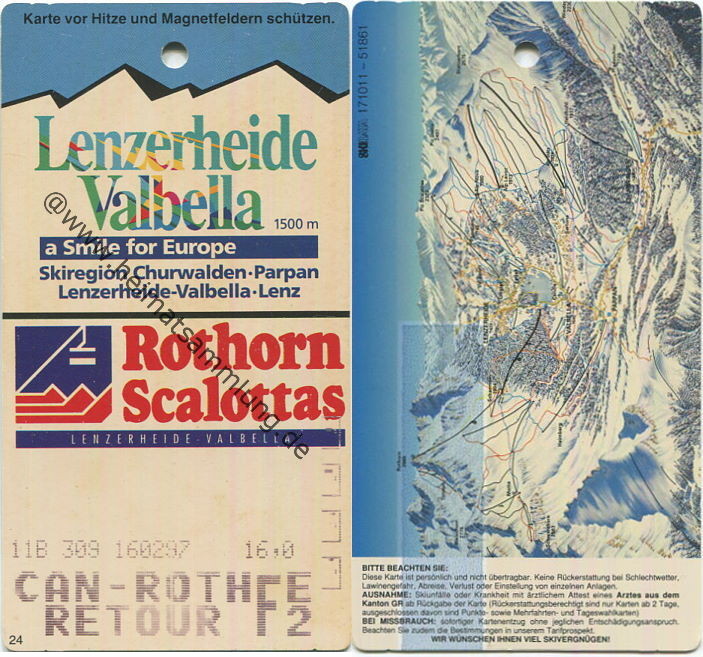 Karte vor Hitze und Magnetfeldern schützen.
Lenzerheide
Valbella
1500 m
a Smile for Europe
Skiregion Churwalden·Parpan
Lenzerheide-Valbella·Lenz
Rothorn
Scalottas
LENZERHEIDE-VALBELLA
11B 309 160297 16,0
CAN-ROTHFE
RETOUR F2
24
@www.heimatsammlung.de
171011 - 51861
BITTE BEACHTEN SIE:
Diese Karte ist persönlich und nicht übertragbar. Keine Rückerstattung bei Schlechtwetter,
Lawinengefahr, Abreise, Verlust oder Einstellung von einzelnen Anlagen.
AUSNAHME: Skiunfälle oder Krankheit mit ärztlichem Attest eines Arztes aus dem
Kanton GR ab Rückgabe der Karte (Rückerstattungsberechtigt sind nur Karten ab 2 Tage,
ausgeschlossen davon sind Punkte- sowie Mehrfahrten- und Tageswahlkarten)
BEI MISSBRAUCH: sofortiger Kartenentzug ohne jeglichen Entschädigungsanspruch.
Beachten Sie zudem die Bestimmungen in unserem Tarifprospekt.
WIR WÜNSCHEN IHNEN VIEL SKIVERGNÜGEN!